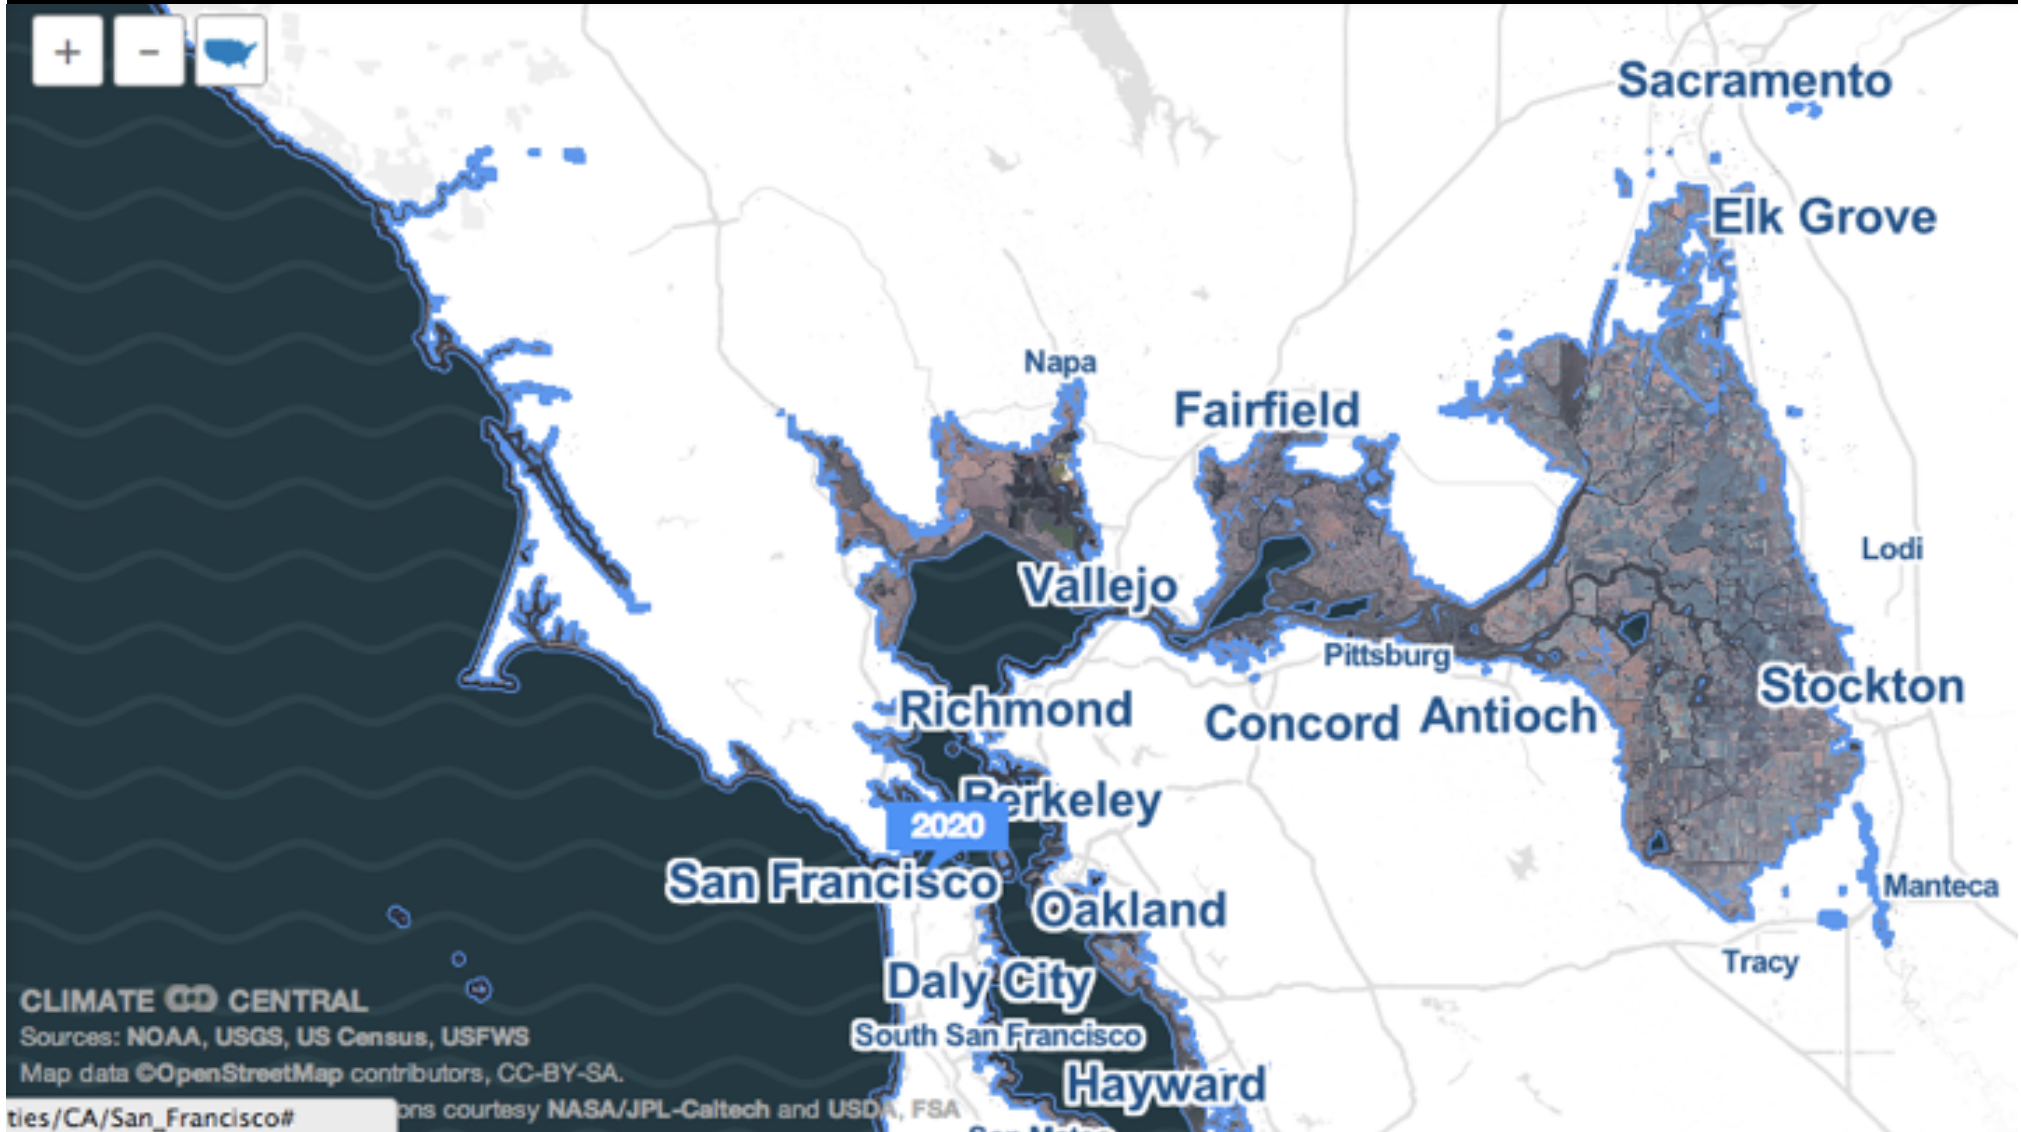 +
−
Sacramento
Elk Grove
Napa
Fairfield
Lodi
Vallejo
Pittsburg
Stockton
Richmond
Concord
Antioch
Berkeley
2020
San Francisco
Oakland
Manteca
Tracy
Daly City
South San Francisco
Hayward
CLIMATE CENTRAL
Sources: NOAA, USGS, US Census, USFWS
Map data ©OpenStreetMap contributors, CC-BY-SA.
ons courtesy NASA/JPL-Caltech and USDA, FSA
ties/CA/San_Francisco#